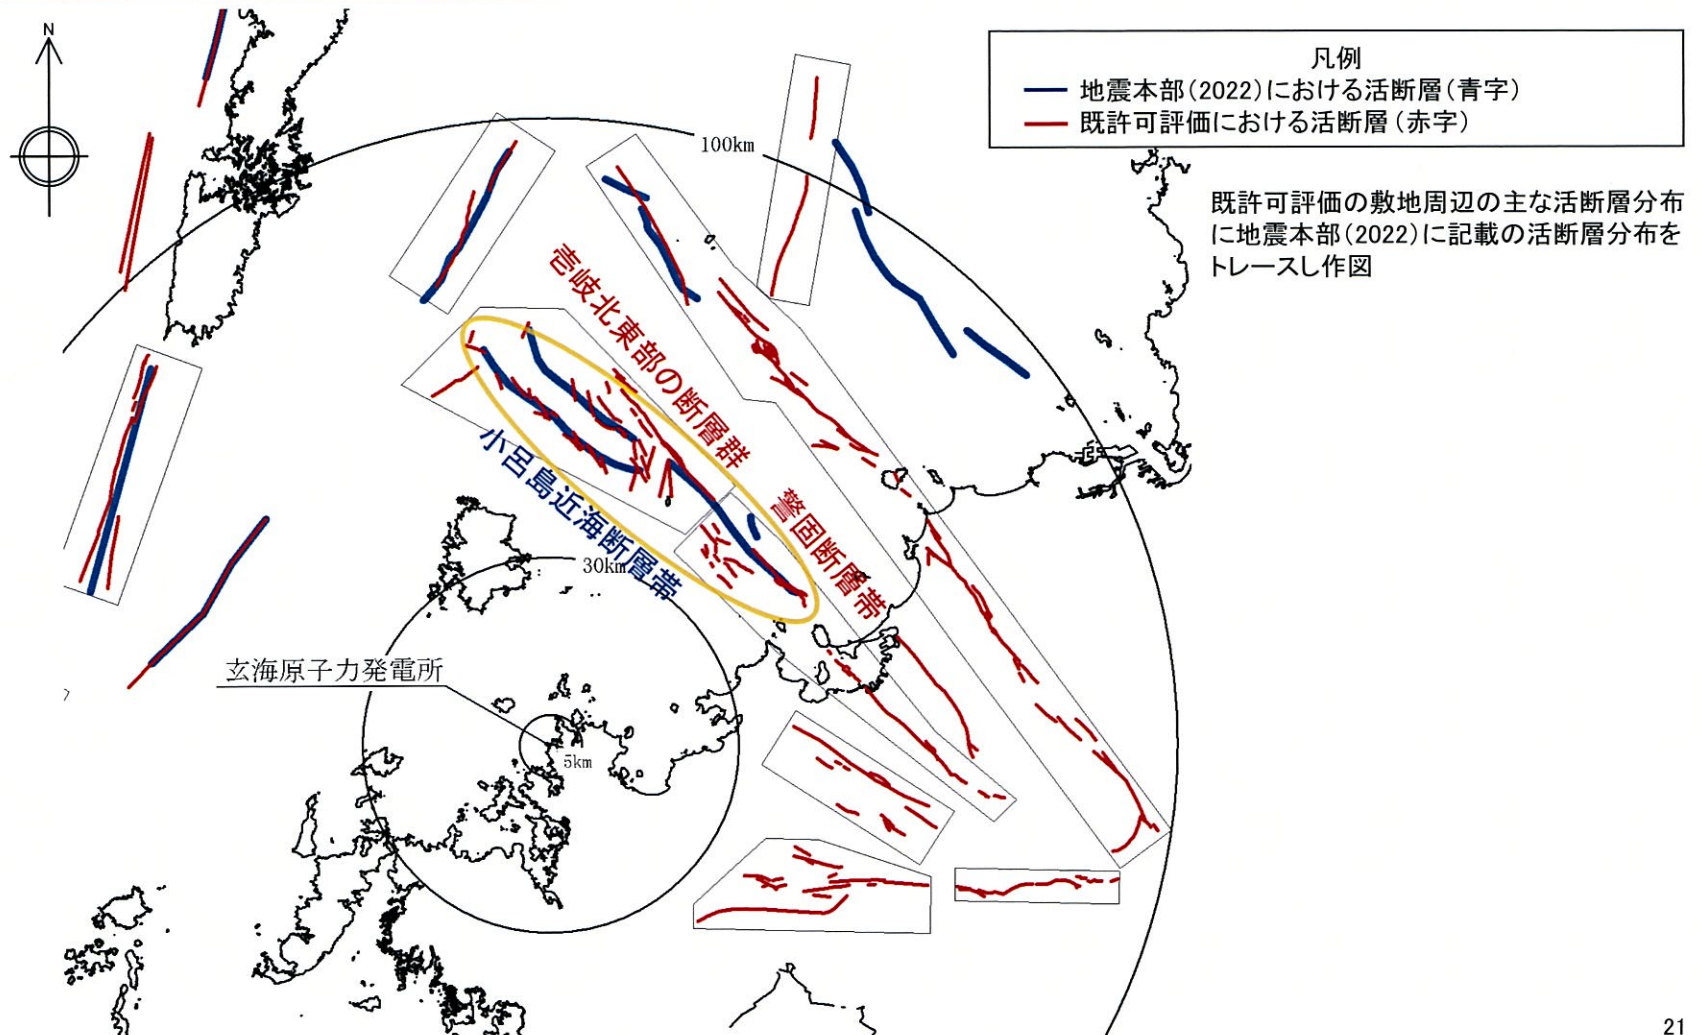 N
凡例
地震本部(2022)における活断層(青字)
既許可評価における活断層(赤字)
100km
既許可評価の敷地周辺の主な活断層分布
に地震本部(2022)に記載の活断層分布を
トレースし作図
壱岐北東部の断層群
小呂島近海断層帯
警固断層帯
30km
玄海原子力発電所
5km
21